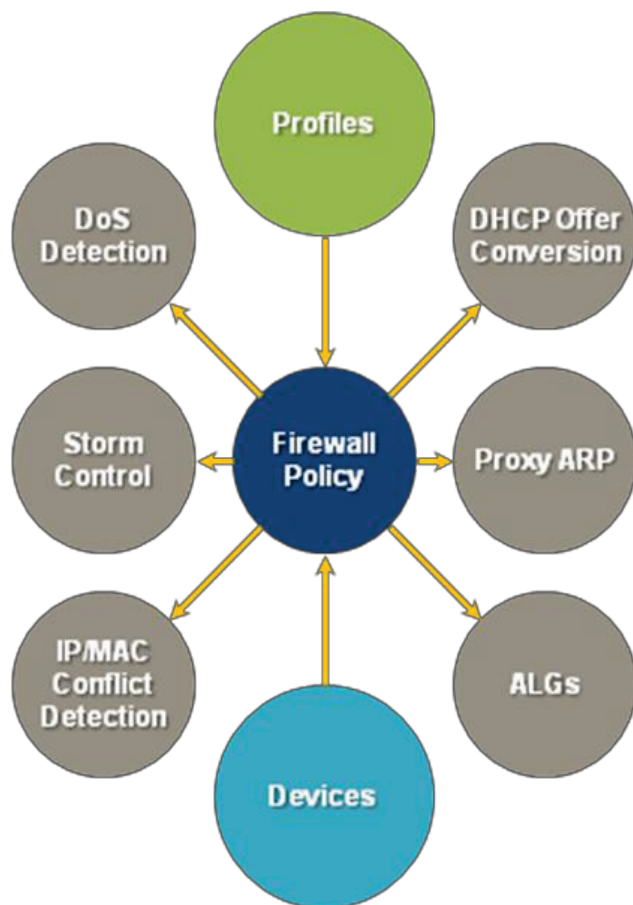 Profiles
DoS
Detection
DHCP Offer
Conversion
Storm
Control
Firewall
Policy
Proxy ARP
IP/MAC
Conflict
Detection
ALGs
Devices